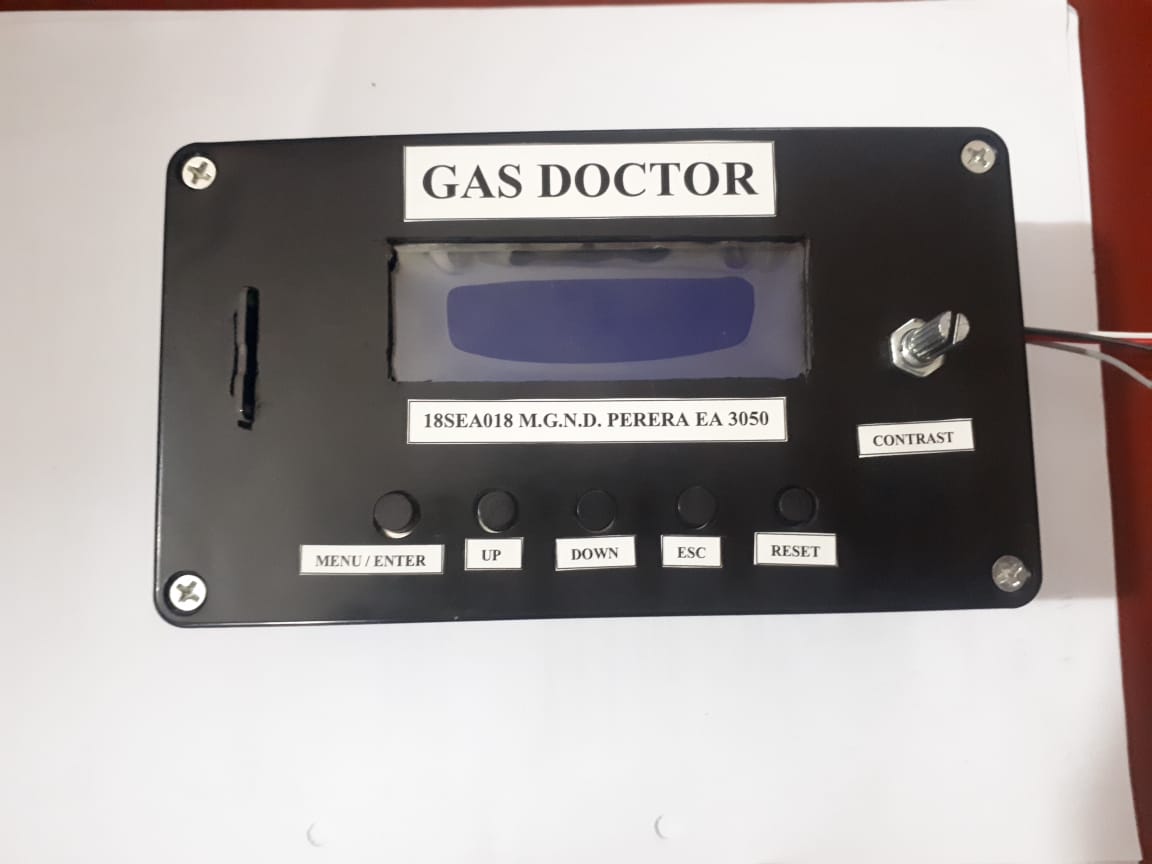 GAS DOCTOR
18SEA018 M.G.N.D. PERERA EA 3050
CONTRAST
MENU / ENTER
UP
DOWN
ESC
RESET